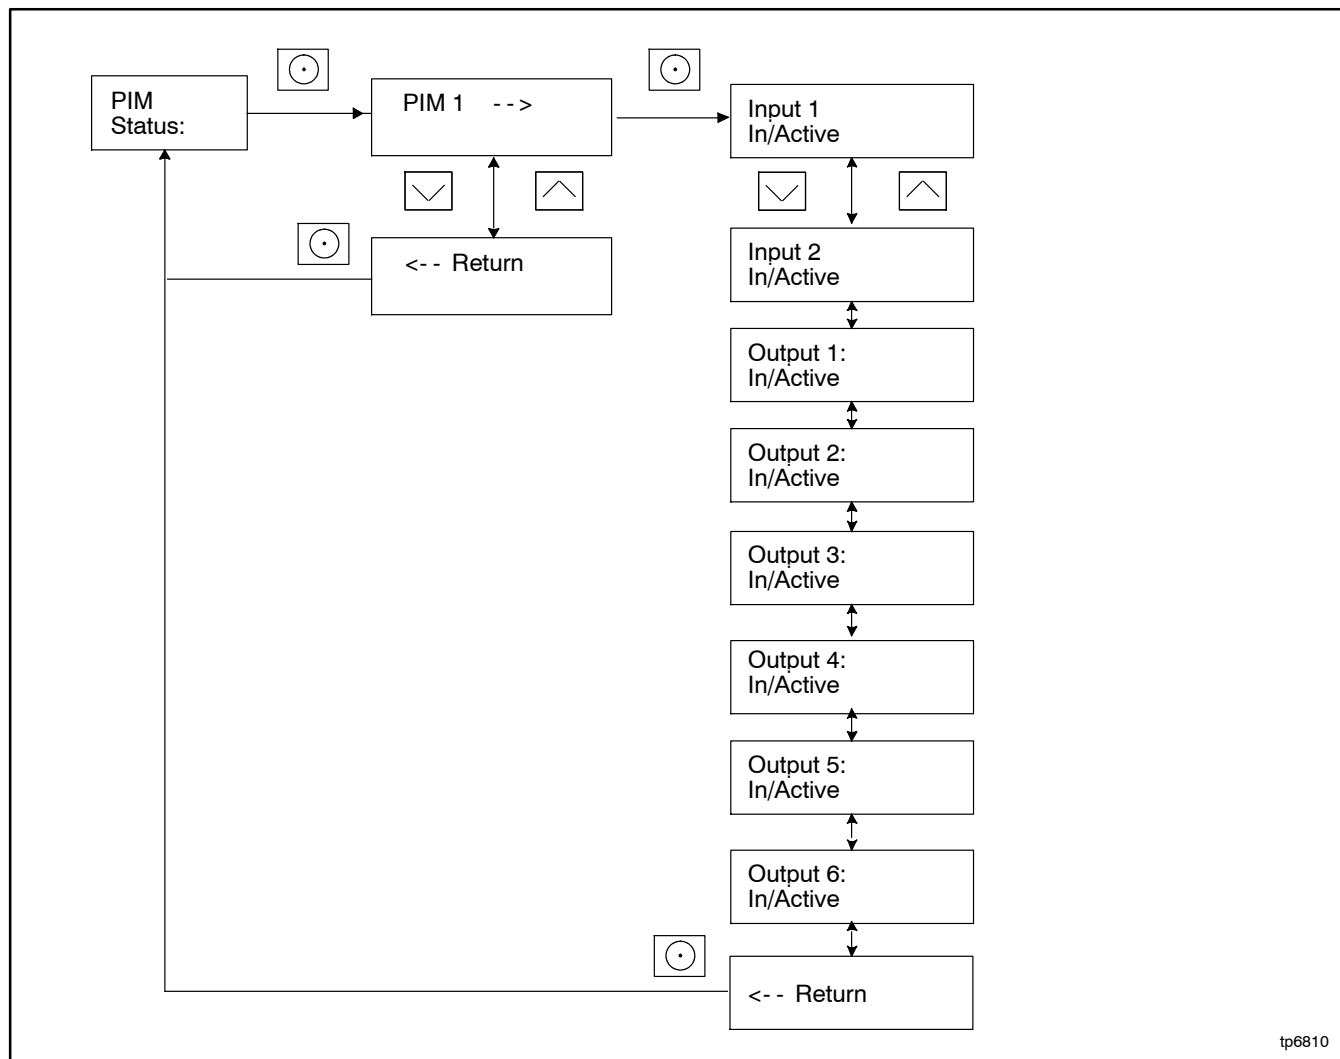 PIM
Status:
PIM 1 - - >
Input 1
In/Active
<- - Return
Input 2
In/Active
Output 1:
In/Active
Output 2:
In/Active
Output 3:
In/Active
Output 4:
In/Active
Output 5:
In/Active
Output 6:
In/Active
<- - Return
tp6810